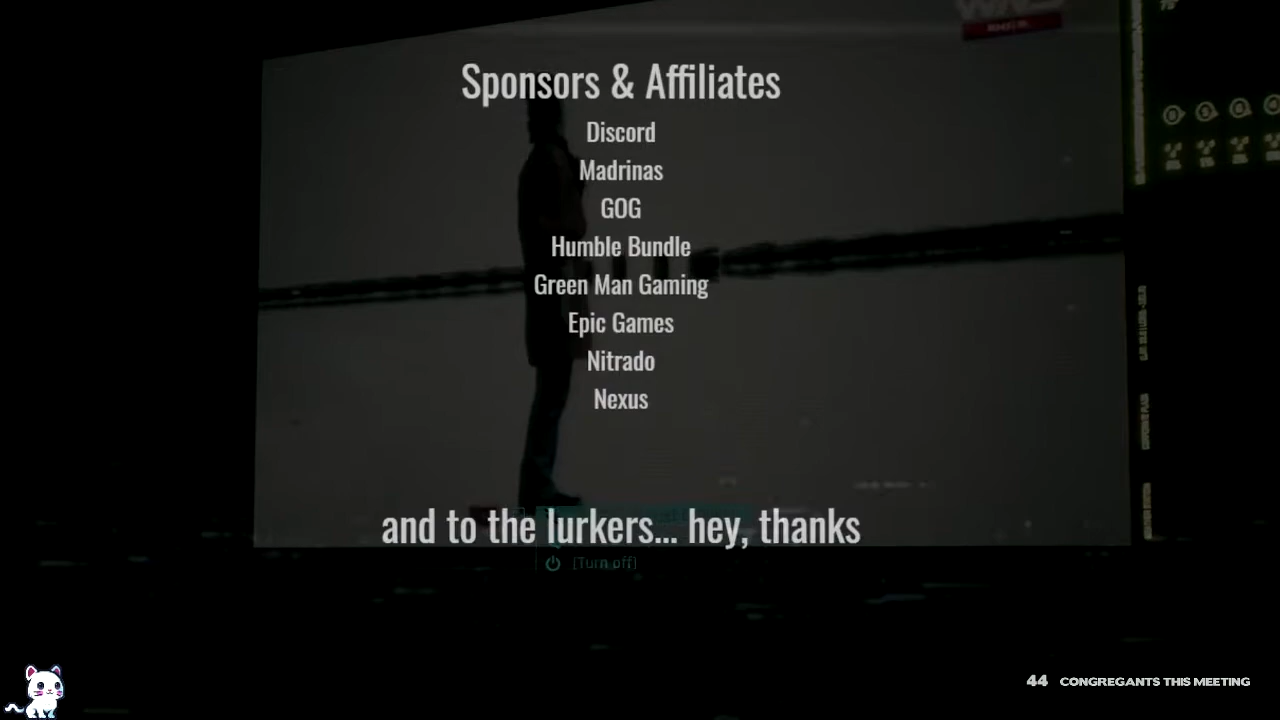 Sponsors & Affiliates
Discord
Madrinas
GOG
Humble Bundle
Green Man Gaming
Epic Games
Nitrado
Nexus
and to the lurkers... hey, thanks
[Turn off]
44 CONGREGANTS THIS MEETING